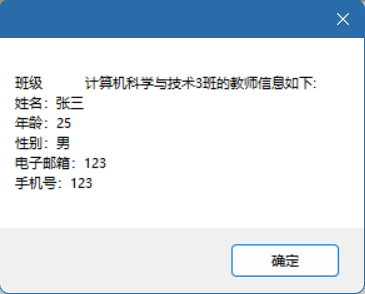 班级 计算机科学与技术3班的教师信息如下:
姓名：张三
年龄：25
性别：男
电子邮箱：123
手机号：123
确定